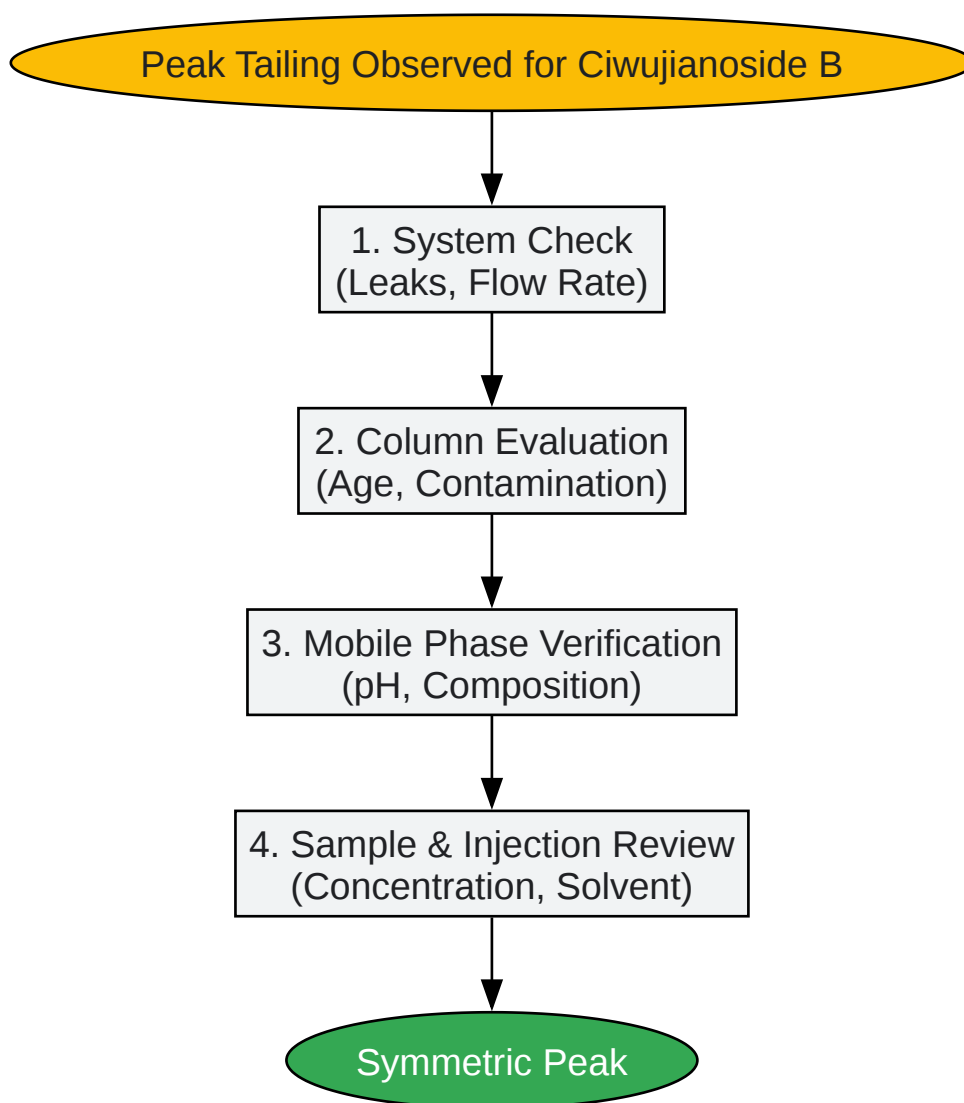 Peak Tailing Observed for Ciwujianoside B
1. System Check
(Leaks, Flow Rate)
2. Column Evaluation
(Age, Contamination)
3. Mobile Phase Verification
(pH, Composition)
4. Sample & Injection Review
(Concentration, Solvent)
Symmetric Peak